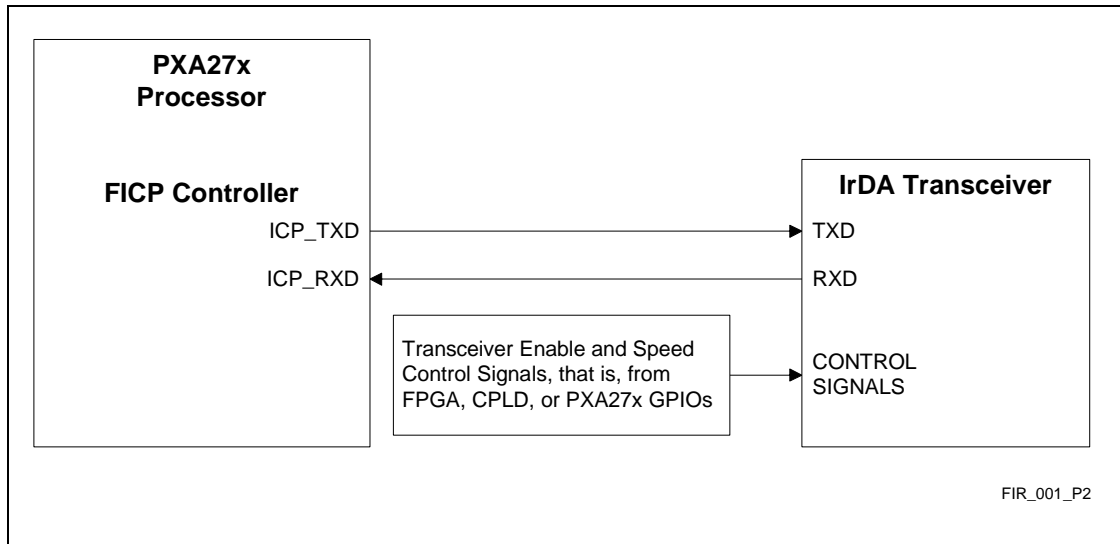 PXA27x
Processor
FICP Controller
ICP_TXD
ICP_RXD
IrDA Transceiver
TXD
RXD
CONTROL
SIGNALS
Transceiver Enable and Speed
Control Signals, that is, from
FPGA, CPLD, or PXA27x GPIOs
FIR_001_P2